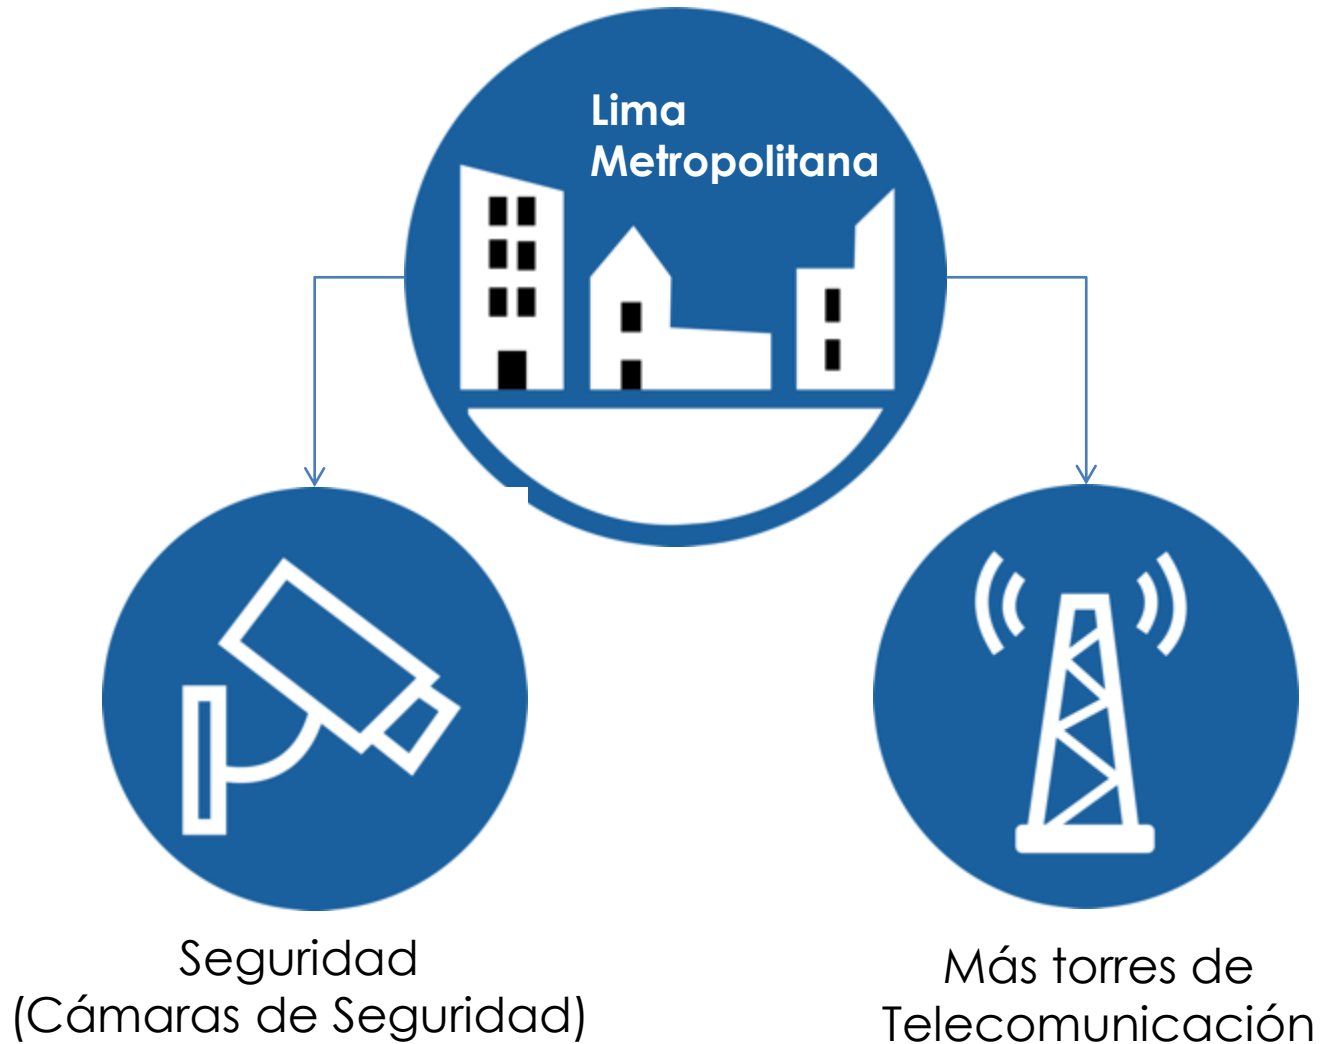 Lima
Metropolitana
Seguridad
(Cámaras de Seguridad)
Más torres de
Telecomunicación